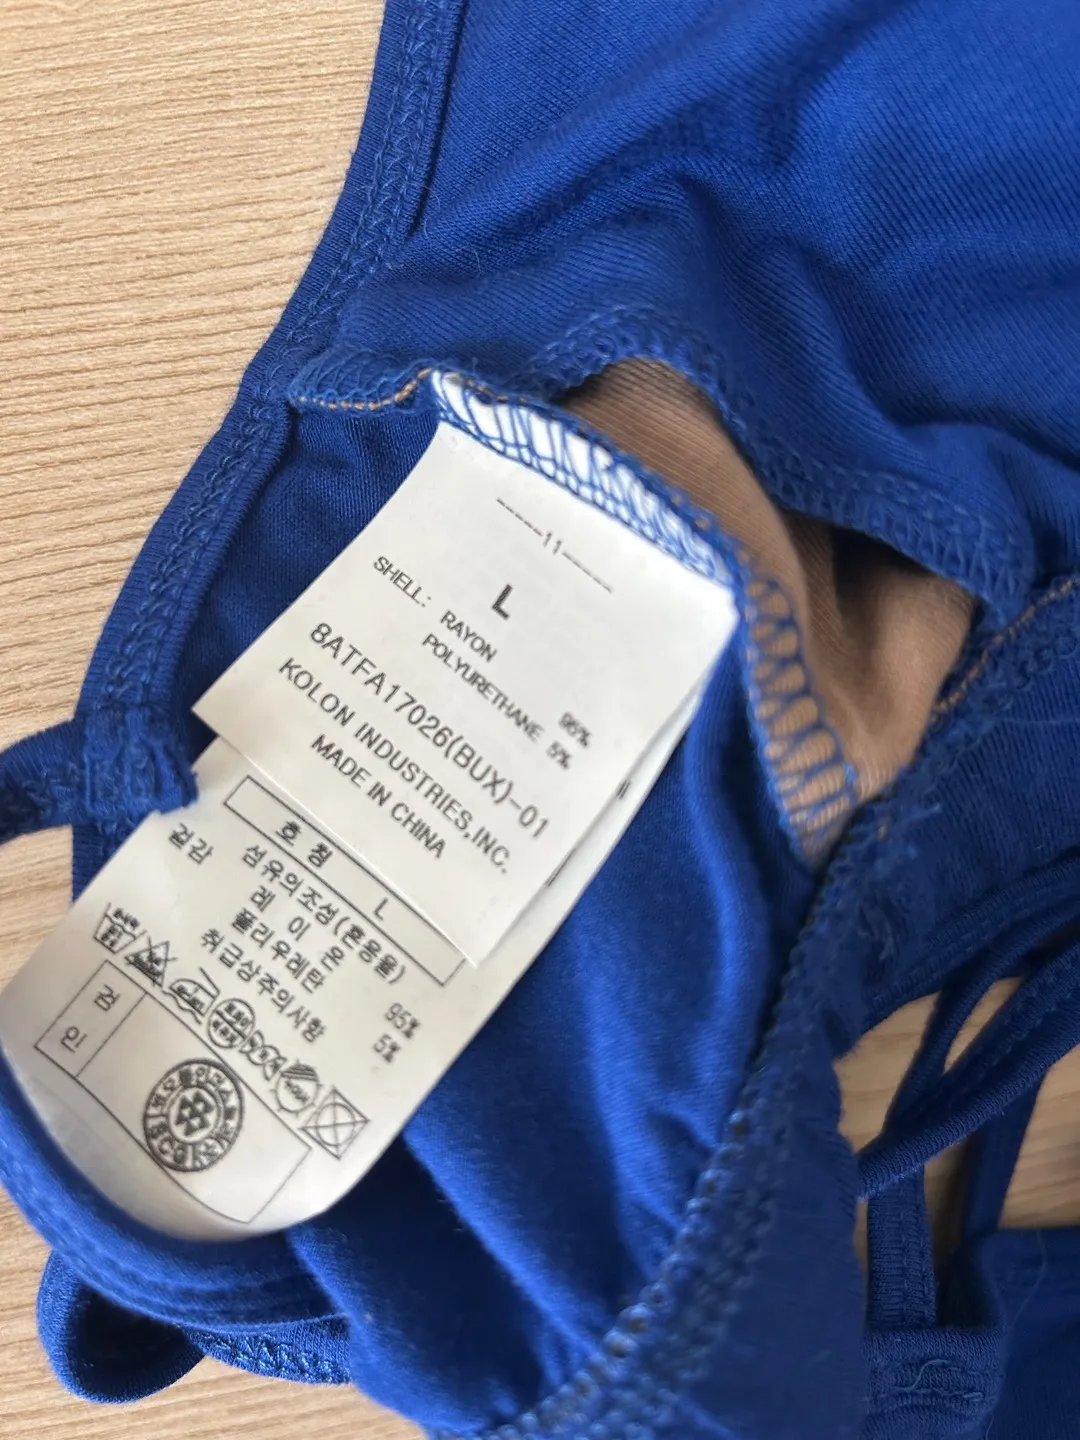 -----11-----
L
SHELL: RAYON 95%
POLYURETHANE 5%
8ATFA17026(BUX)-01
KOLON INDUSTRIES,INC.
MADE IN CHINA
호 칭 L
섬유의조성(혼용율)
겉감 레 이 온 95%
폴리우레탄 5%
취급상주의사항
검
인